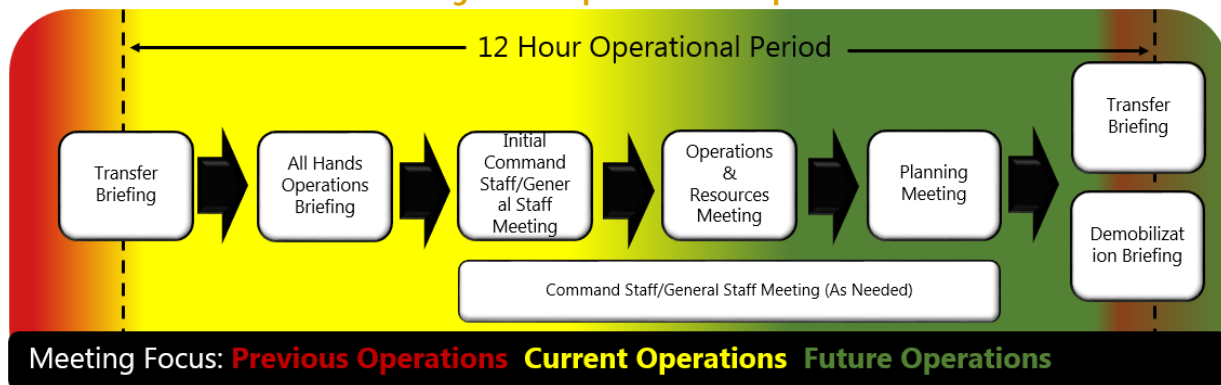 12 Hour Operational Period
Transfer
Briefing
All Hands
Operations
Briefing
Initial
Command
Staff/Gener
al Staff
Meeting
Operations
&
Resources
Meeting
Planning
Meeting
Transfer
Briefing
Demobilizat
ion Briefing
Command Staff/General Staff Meeting (As Needed)
Meeting Focus: Previous Operations Current Operations Future Operations